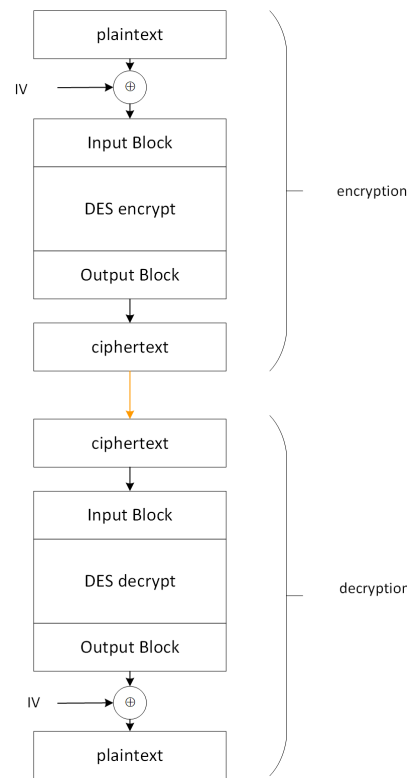 plaintext
IV
⊕
Input Block
DES encrypt
encryption
Output Block
ciphertext
ciphertext
Input Block
DES decrypt
decryption
Output Block
IV
⊕
plaintext